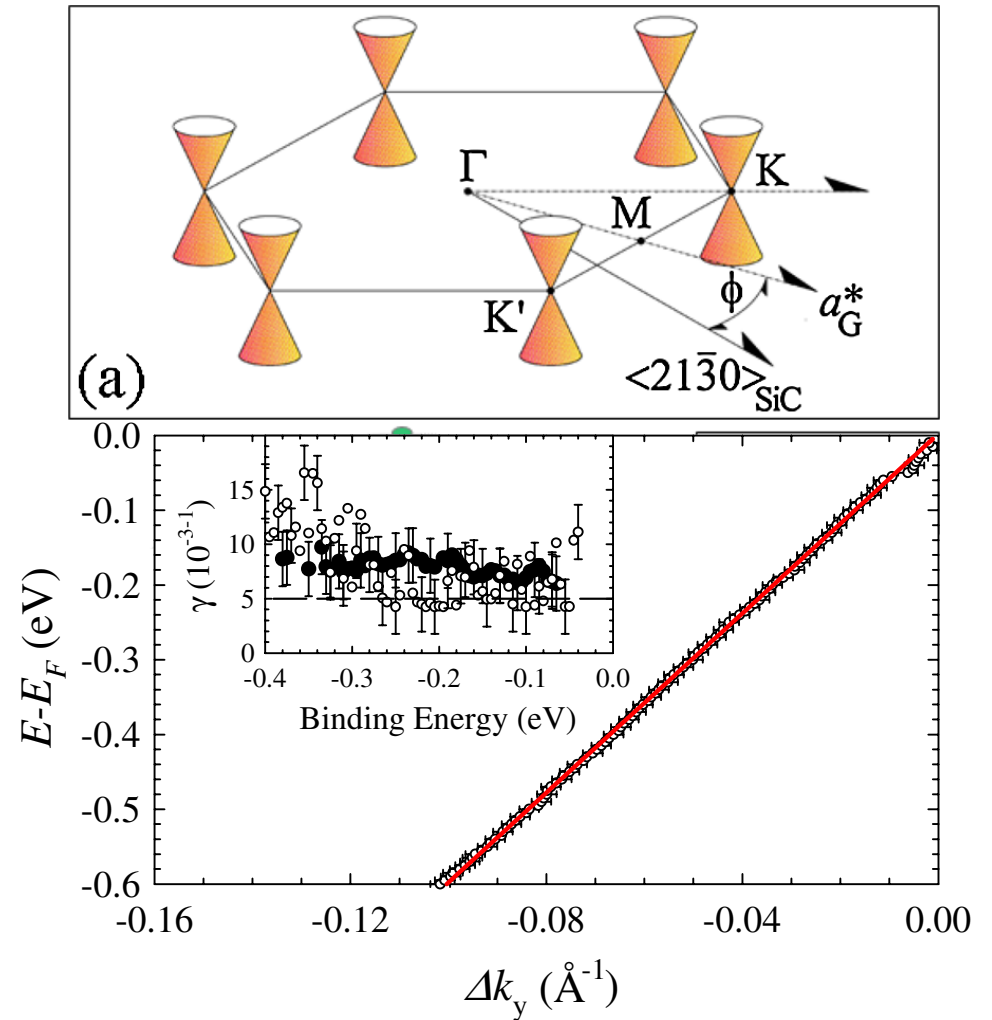 Γ
K
M
K'
ϕ
a*G
<213̄0>SiC
(a)
0.0
-0.1
-0.2
-0.3
-0.4
-0.5
-0.6
E-EF (eV)
15
10
5
0
γ (10-3-1)
-0.4 -0.3 -0.2 -0.1 0.0
Binding Energy (eV)
-0.16 -0.12 -0.08 -0.04 0.00
Δky (Å-1)